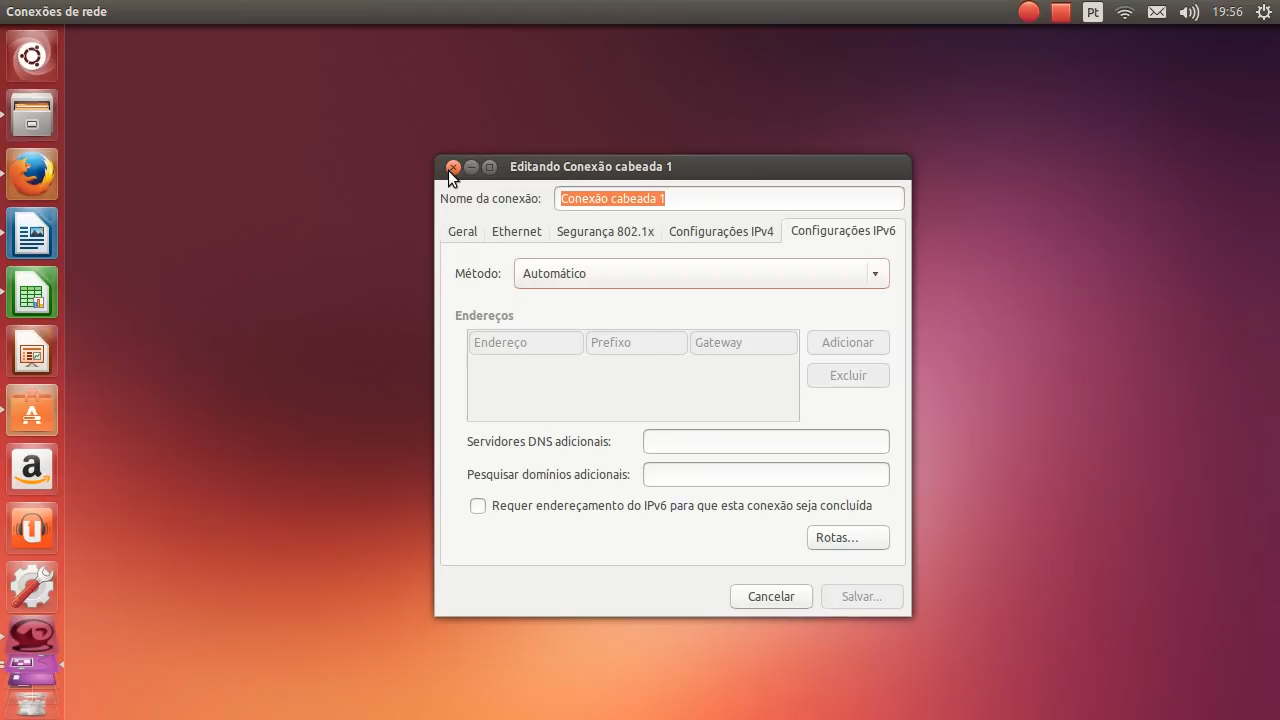 Conexões de rede
Pt
19:56
Editando Conexão cabeada 1
Nome da conexão: Conexão cabeada 1
Geral Ethernet Segurança 802.1x Configurações IPv4 Configurações IPv6
Método: Automático
Endereços
Endereço Prefixo Gateway Adicionar
Excluir
Servidores DNS adicionais:
Pesquisar domínios adicionais:
Requer endereçamento do IPv6 para que esta conexão seja concluída
Rotas...
Cancelar Salvar...